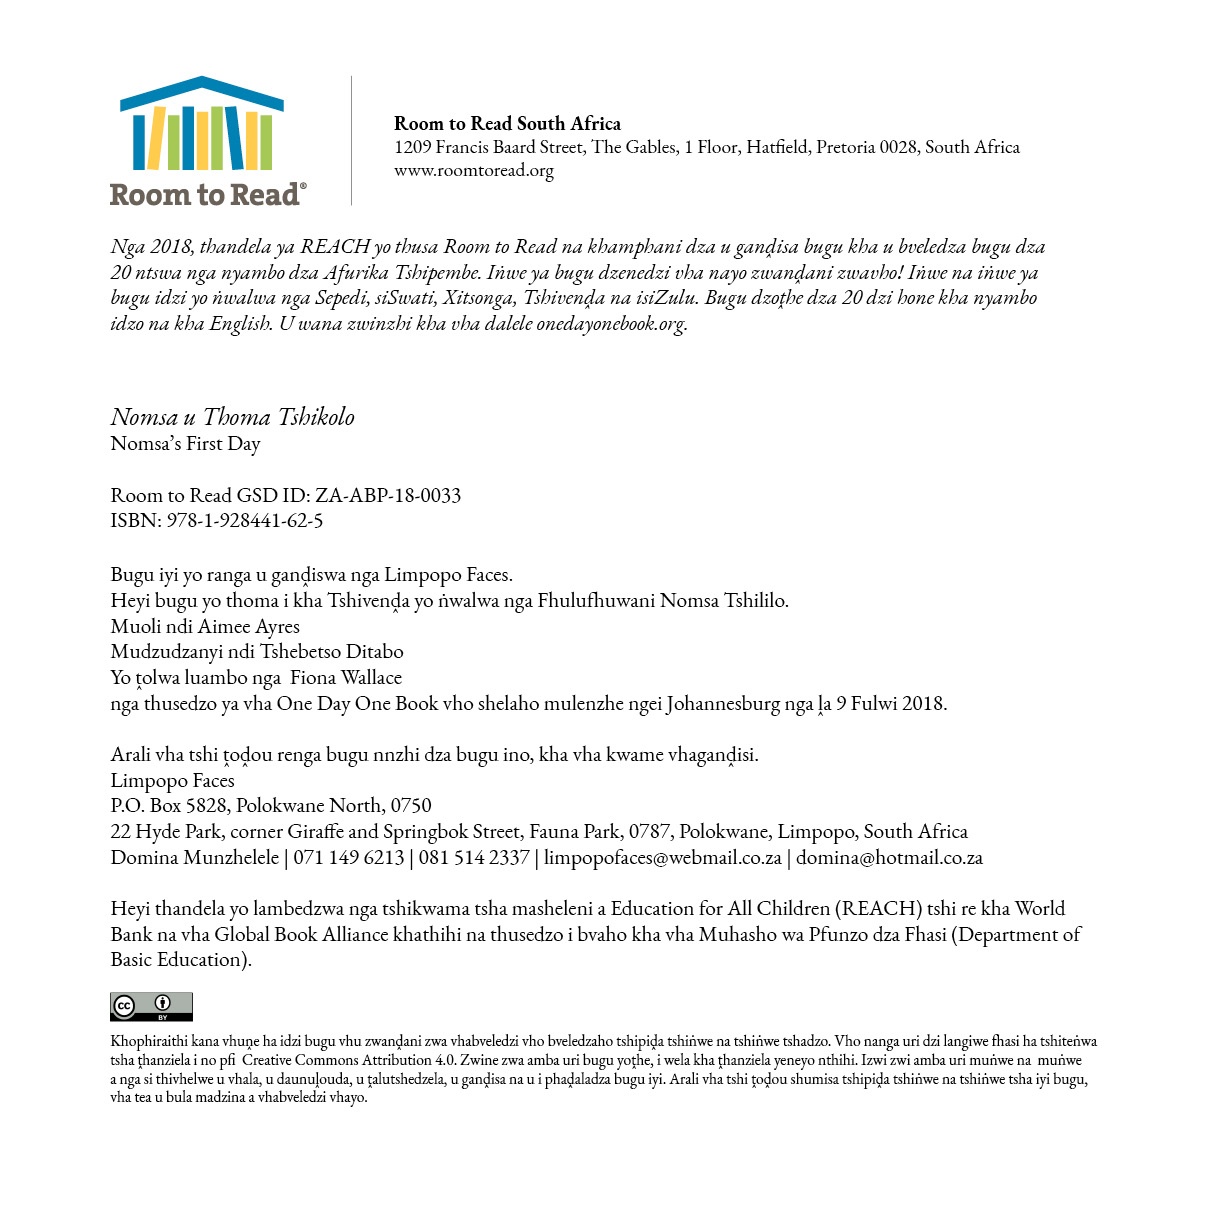 Room to Read®
Room to Read South Africa
1209 Francis Baard Street, The Gables, 1 Floor, Hatfield, Pretoria 0028, South Africa
www.roomtoread.org
Nga 2018, thandela ya REACH yo thusa Room to Read na khamphani dza u ganḓisa bugu kha u bveledza bugu dza
20 ntswa nga nyambo dza Afurika Tshipembe. Iṅwe ya bugu dzenedzi vha nayo zwanḓani zwavho! Iṅwe na iṅwe ya
bugu idzi yo ṅwalwa nga Sepedi, siSwati, Xitsonga, Tshivenḓa na isiZulu. Bugu dzoṱhe dza 20 dzi hone kha nyambo
idzo na kha English. U wana zwinzhi kha vha dalele onedayonebook.org.
Nomsa u Thoma Tshikolo
Nomsa’s First Day
Room to Read GSD ID: ZA-ABP-18-0033
ISBN: 978-1-928441-62-5
Bugu iyi yo ranga u ganḓiswa nga Limpopo Faces.
Heyi bugu yo thoma i kha Tshivenḓa yo ṅwalwa nga Fhulufhuwani Nomsa Tshililo.
Muoli ndi Aimee Ayres
Mudzudzanyi ndi Tshebetso Ditabo
Yo ṱolwa luambo nga Fiona Wallace
nga thusedzo ya vha One Day One Book vho shelaho mulenzhe ngei Johannesburg nga ḽa 9 Fulwi 2018.
Arali vha tshi ṱoḓou renga bugu nnzhi dza bugu ino, kha vha kwame vhaganḓisi.
Limpopo Faces
P.O. Box 5828, Polokwane North, 0750
22 Hyde Park, corner Giraffe and Springbok Street, Fauna Park, 0787, Polokwane, Limpopo, South Africa
Domina Munzhelele | 071 149 6213 | 081 514 2337 | limpopofaces@webmail.co.za | domina@hotmail.co.za
Heyi thandela yo lambedzwa nga tshikwama tsha masheleni a Education for All Children (REACH) tshi re kha World
Bank na vha Global Book Alliance khathihi na thusedzo i bvaho kha vha Muhasho wa Pfunzo dza Fhasi (Department of
Basic Education).
cc BY
Khophiraithi kana vhuṋe ha idzi bugu vhu zwanḓani zwa vhabveledzi vho bveledzaho tshipiḓa tshiṅwe na tshiṅwe tshadzo. Vho nanga uri dzi langiwe fhasi ha tshiteṅwa
tsha ṱhanziela i no pfi Creative Commons Attribution 4.0. Zwine zwa amba uri bugu yoṱhe, i wela kha ṱhanziela yeneyo nthihi. Izwi zwi amba uri muṅwe na muṅwe
a nga si thivhelwe u vhala, u daunuḽouda, u ṱalutshedzela, u ganḓisa na u i phaḓaladza bugu iyi. Arali vha tshi ṱoḓou shumisa tshipiḓa tshiṅwe na tshiṅwe tsha iyi bugu,
vha tea u bula madzina a vhabveledzi vhayo.